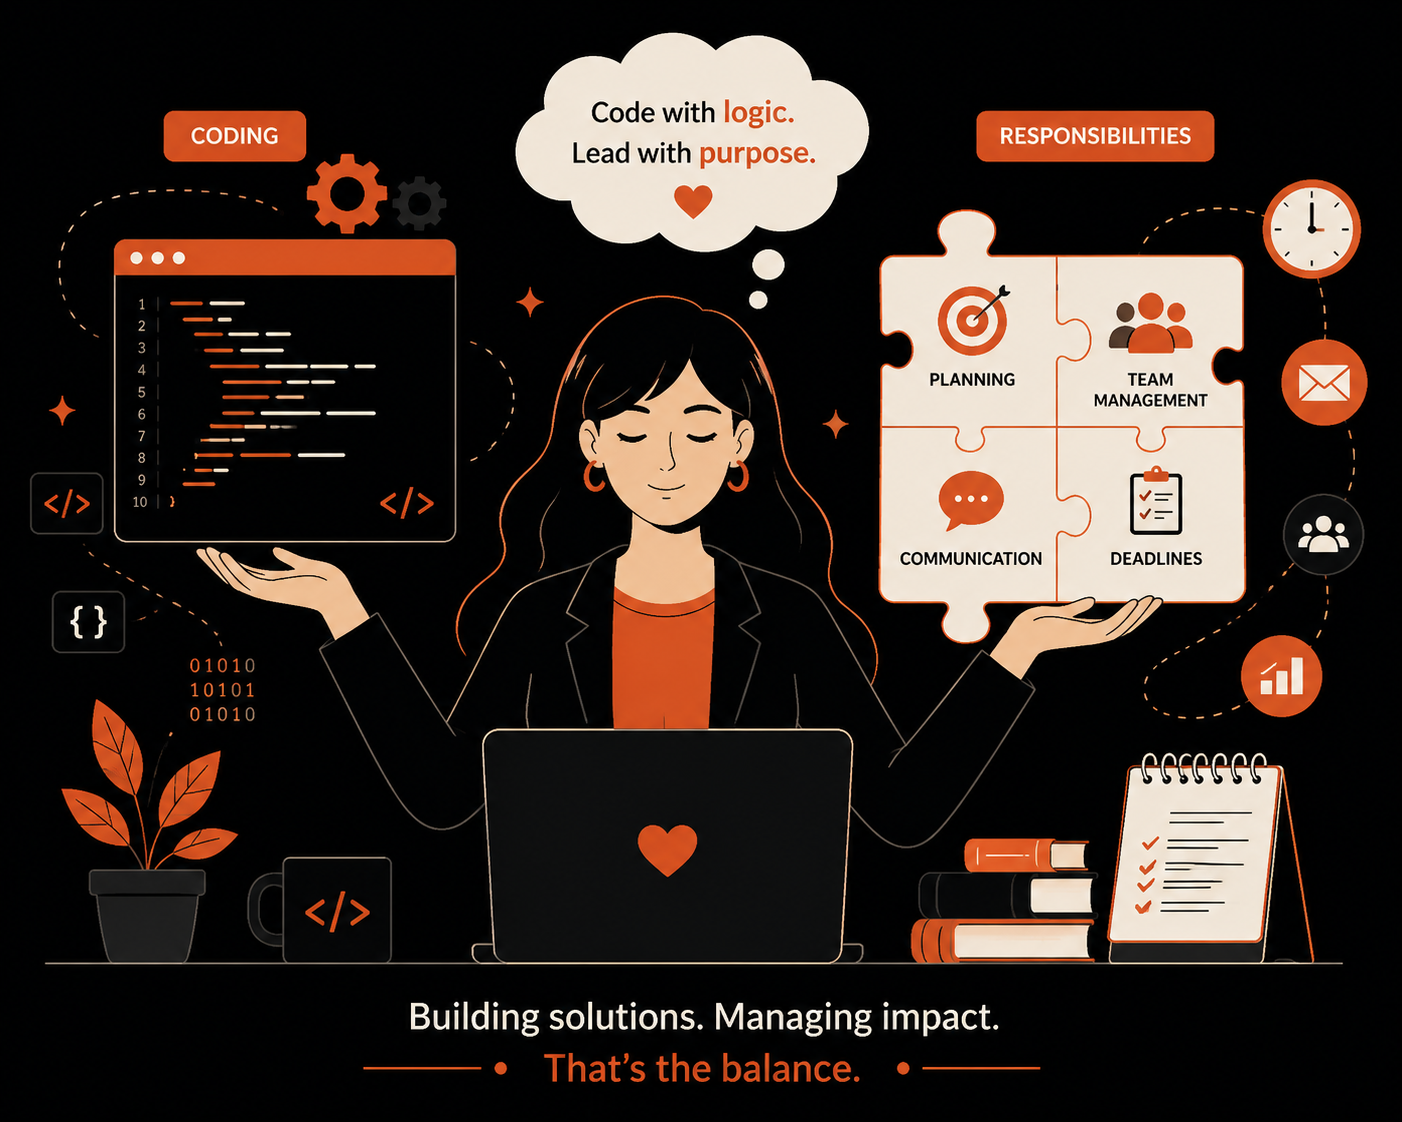 Code with logic.
Lead with purpose.
CODING
RESPONSIBILITIES
1
2
3
4
5
6
7
8
9
10 }
</>
</>
{ }
01010
10101
01010
PLANNING
TEAM
MANAGEMENT
COMMUNICATION
DEADLINES
</>
Building solutions. Managing impact.
That's the balance.